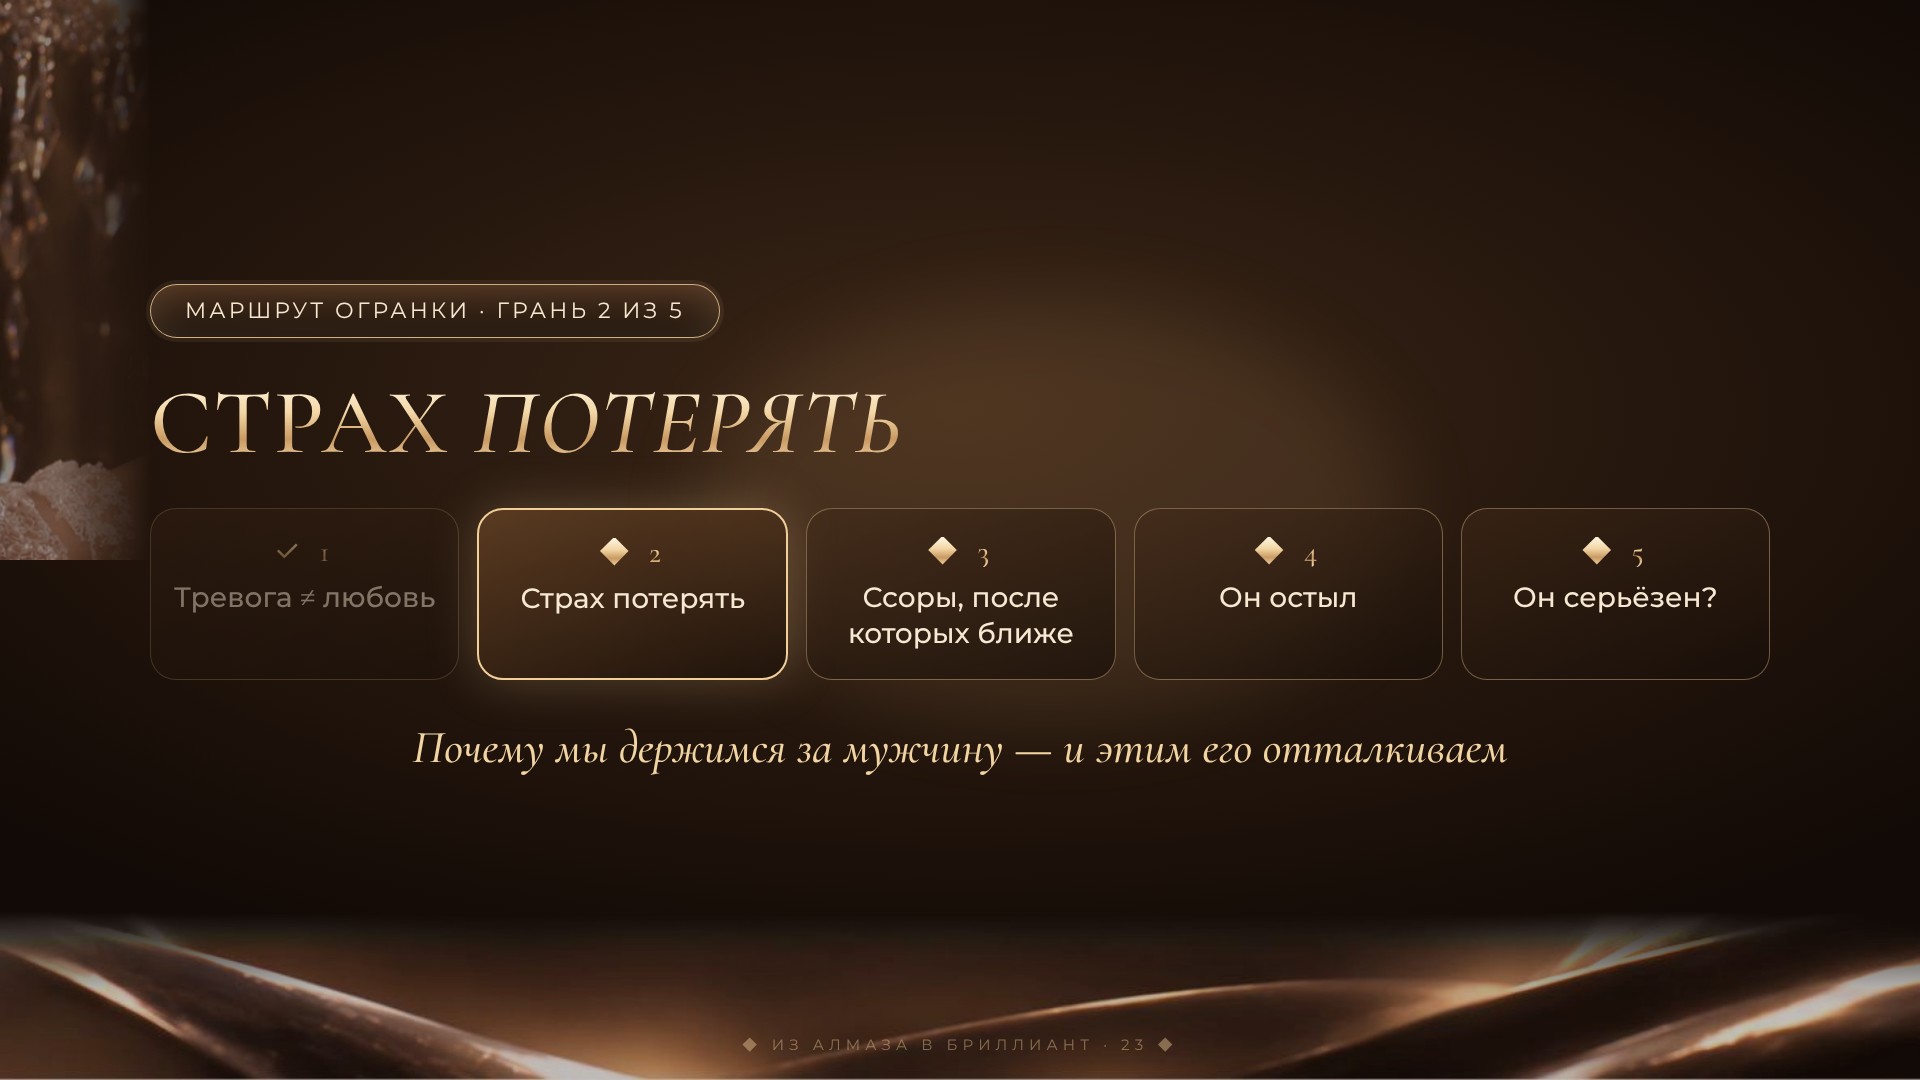 МАРШРУТ ОГРАНКИ · ГРАНЬ 2 ИЗ 5
СТРАХ ПОТЕРЯТЬ
✓ 1
Тревога ≠ любовь
◆ 2
Страх потерять
◆ 3
Ссоры, после
которых ближе
◆ 4
Он остыл
◆ 5
Он серьёзен?
Почему мы держимся за мужчину — и этим его отталкиваем
◆ ИЗ АЛМАЗА В БРИЛЛИАНТ · 23 ◆